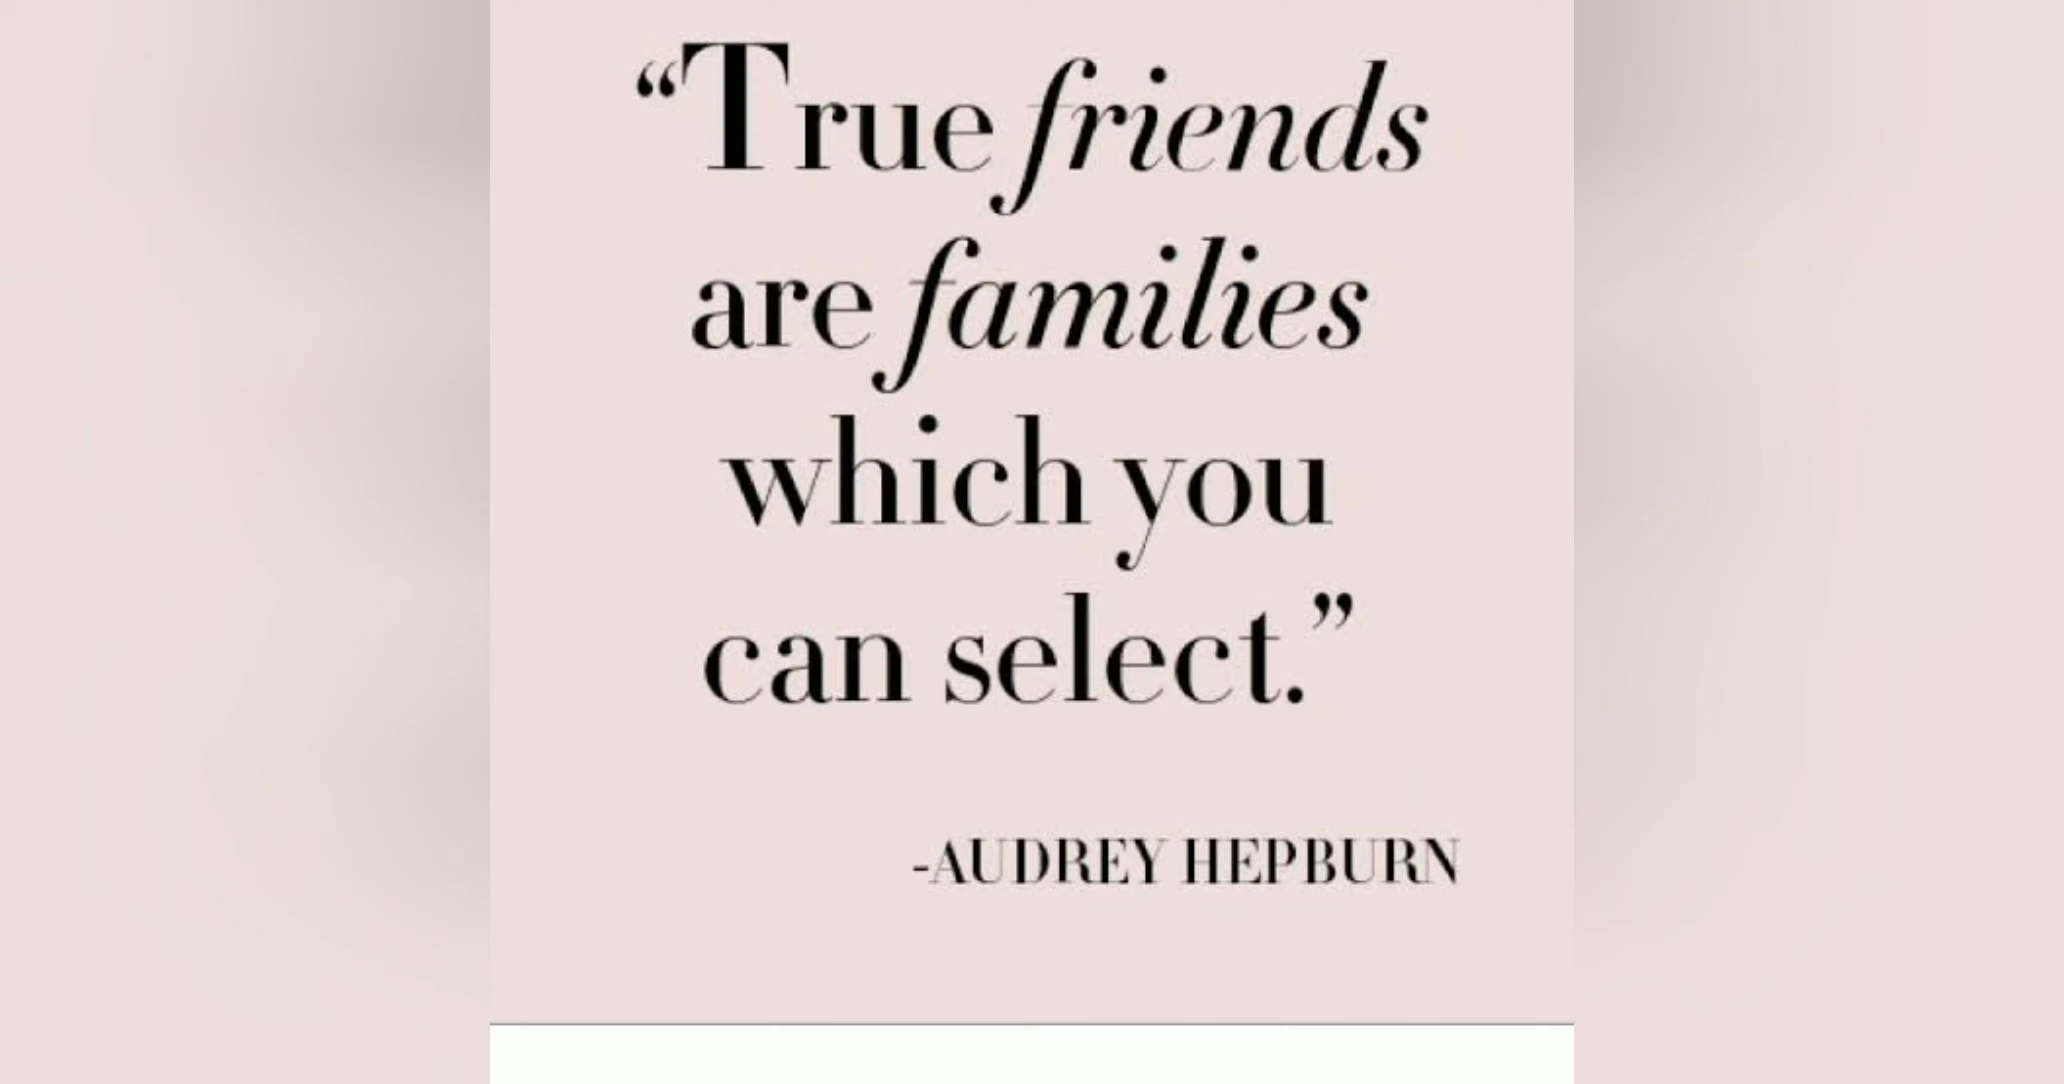 “True friends
are families
which you
can select.”
-AUDREY HEPBURN